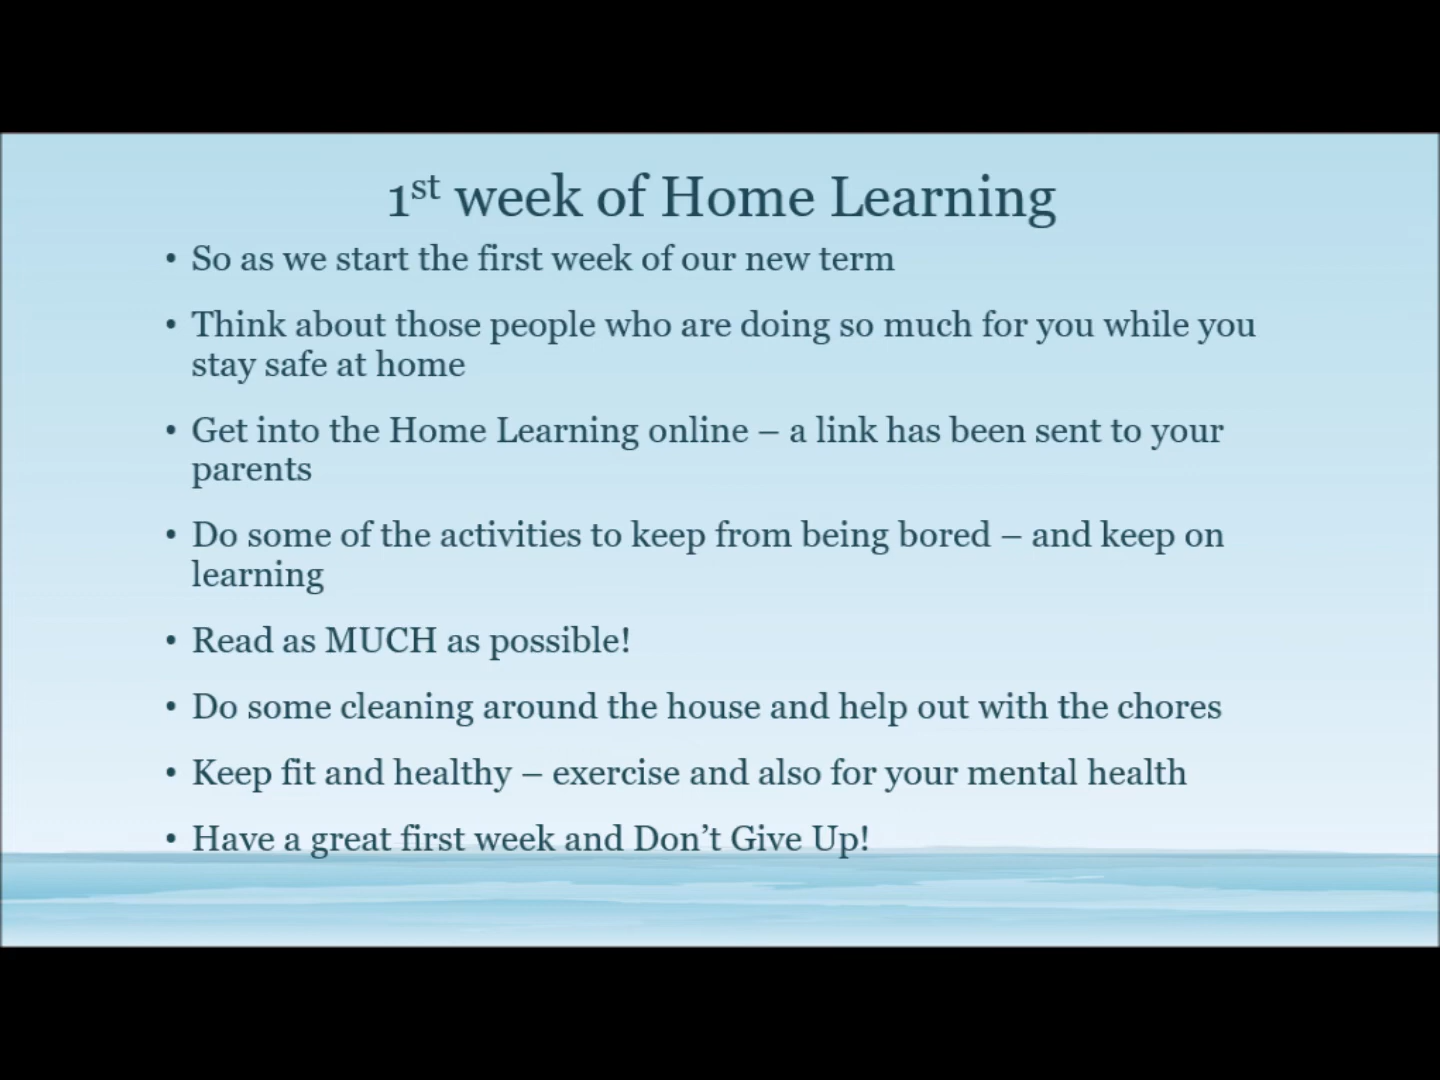 1st week of Home Learning
• So as we start the first week of our new term
• Think about those people who are doing so much for you while you
stay safe at home
• Get into the Home Learning online – a link has been sent to your
parents
• Do some of the activities to keep from being bored – and keep on
learning
• Read as MUCH as possible!
• Do some cleaning around the house and help out with the chores
• Keep fit and healthy – exercise and also for your mental health
• Have a great first week and Don’t Give Up!